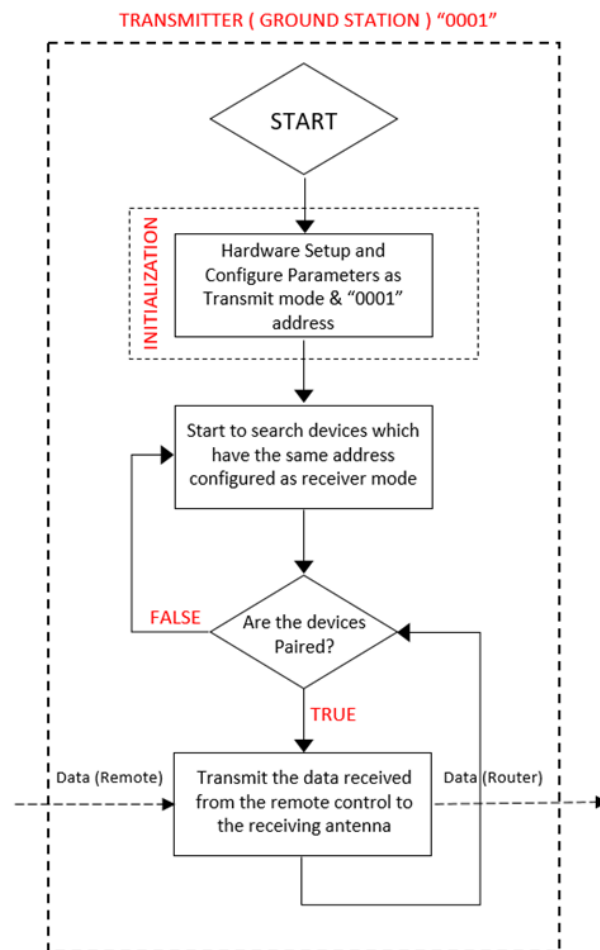 TRANSMITTER ( GROUND STATION ) “0001”
START
INITIALIZATION
Hardware Setup and
Configure Parameters as
Transmit mode & “0001”
address
Start to search devices which
have the same address
configured as receiver mode
FALSE
Are the devices
Paired?
TRUE
Data (Remote)
Transmit the data received
from the remote control to
the receiving antenna
Data (Router)